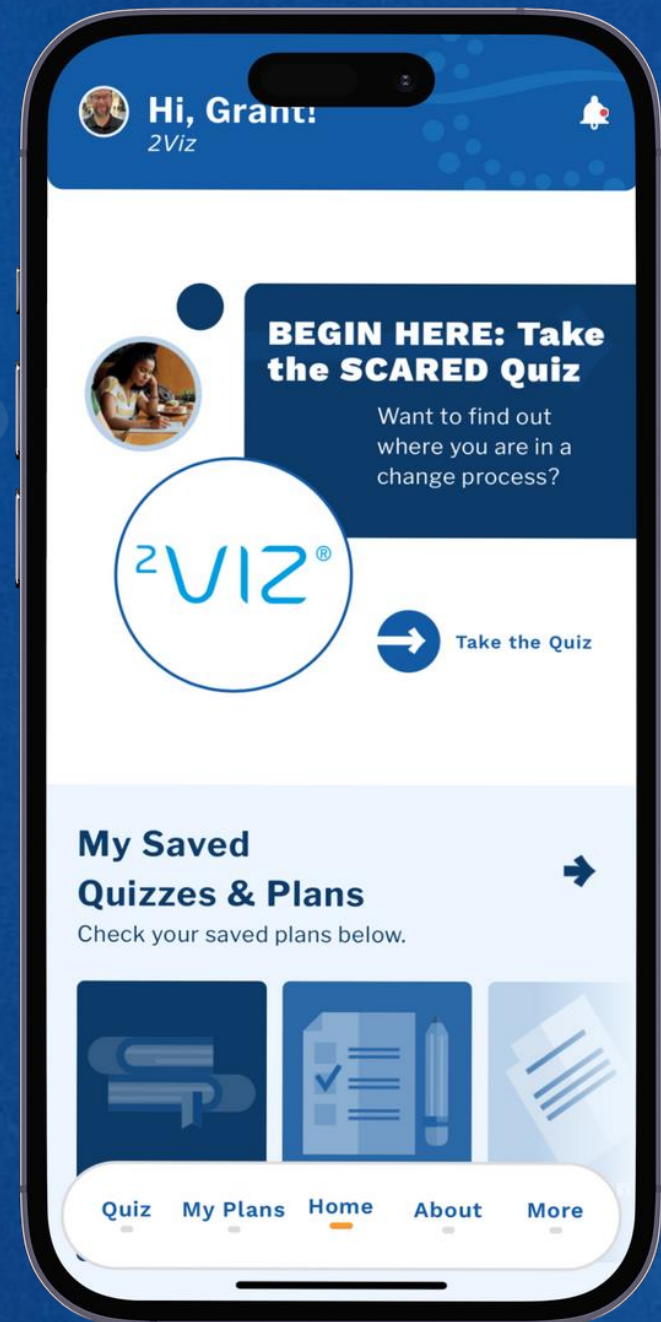 Hi, Grant!
2Viz
BEGIN HERE: Take
the SCARED Quiz
Want to find out
where you are in a
change process?
2VIZ®
Take the Quiz
My Saved
Quizzes & Plans
Check your saved plans below.
Quiz My Plans Home About More